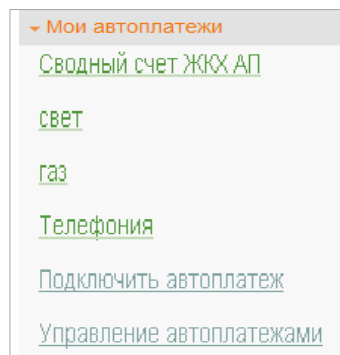 Мои автоплатежи
Сводный счет ЖКХ АП
свет
газ
Телефония
Подключить автоплатеж
Управление автоплатежами